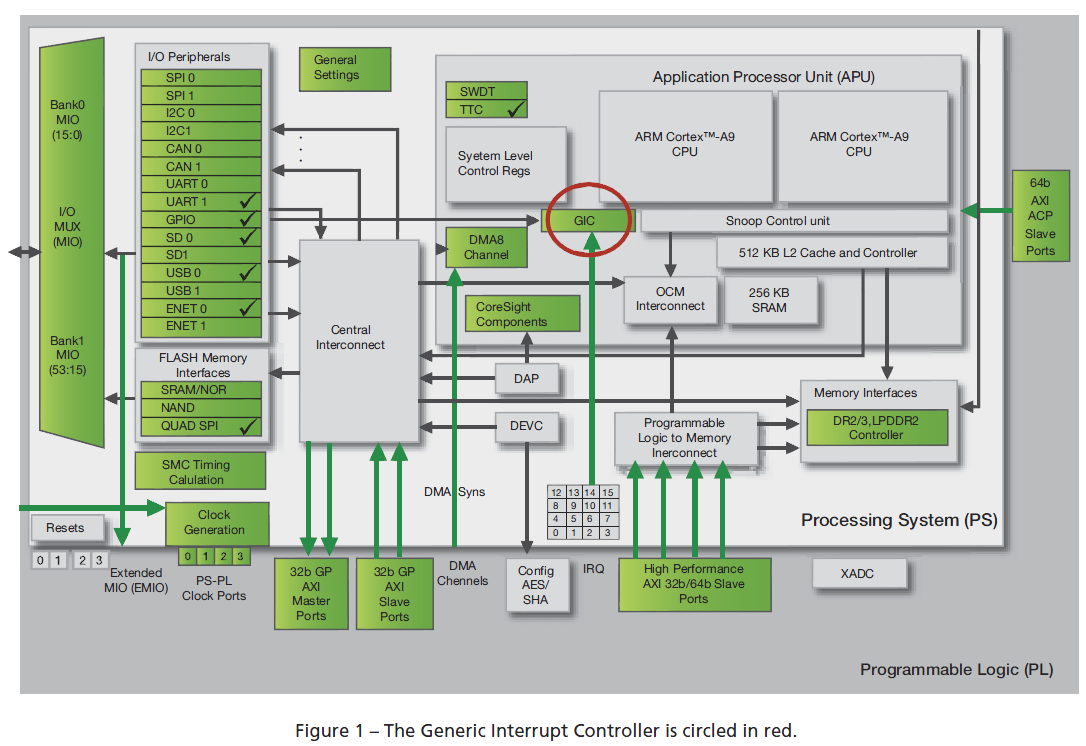 I/O Peripherals
SPI 0
SPI 1
I2C 0
I2C1
CAN 0
CAN 1
UART 0
UART 1
GPIO
SD 0
SD1
USB 0
USB 1
ENET 0
ENET 1
Bank0
MIO
(15:0)
I/O
MUX
(MIO)
Bank1
MIO
(53:15)
FLASH Memory
Interfaces
SRAM/NOR
NAND
QUAD SPI
SMC Timing
Calulation
General
Settings
Application Processor Unit (APU)
SWDT
TTC
System Level
Control Regs
ARM Cortex™-A9
CPU
ARM Cortex™-A9
CPU
GIC
Snoop Control unit
DMA8
Channel
512 KB L2 Cache and Controller
OCM
Interconnect
256 KB
SRAM
CoreSight
Components
Central
Interconnect
DAP
DEVC
Programmable
Logic to Memory
Inerconnect
Memory Interfaces
DR2/3,LPDDR2
Controller
64b
AXI
ACP
Slave
Ports
DMA Syns
12 13 14 15
8 9 10 11
4 5 6 7
0 1 2 3
Processing System (PS)
Resets
0 1 2 3
Clock
Generation
0 1 2 3
Extended
MIO (EMIO)
PS-PL
Clock Ports
32b GP
AXI
Master
Ports
32b GP
AXI
Slave
Ports
DMA
Channels
Config
AES/
SHA
IRQ
High Performance
AXI 32b/64b Slave
Ports
XADC
Programmable Logic (PL)
Figure 1 – The Generic Interrupt Controller is circled in red.